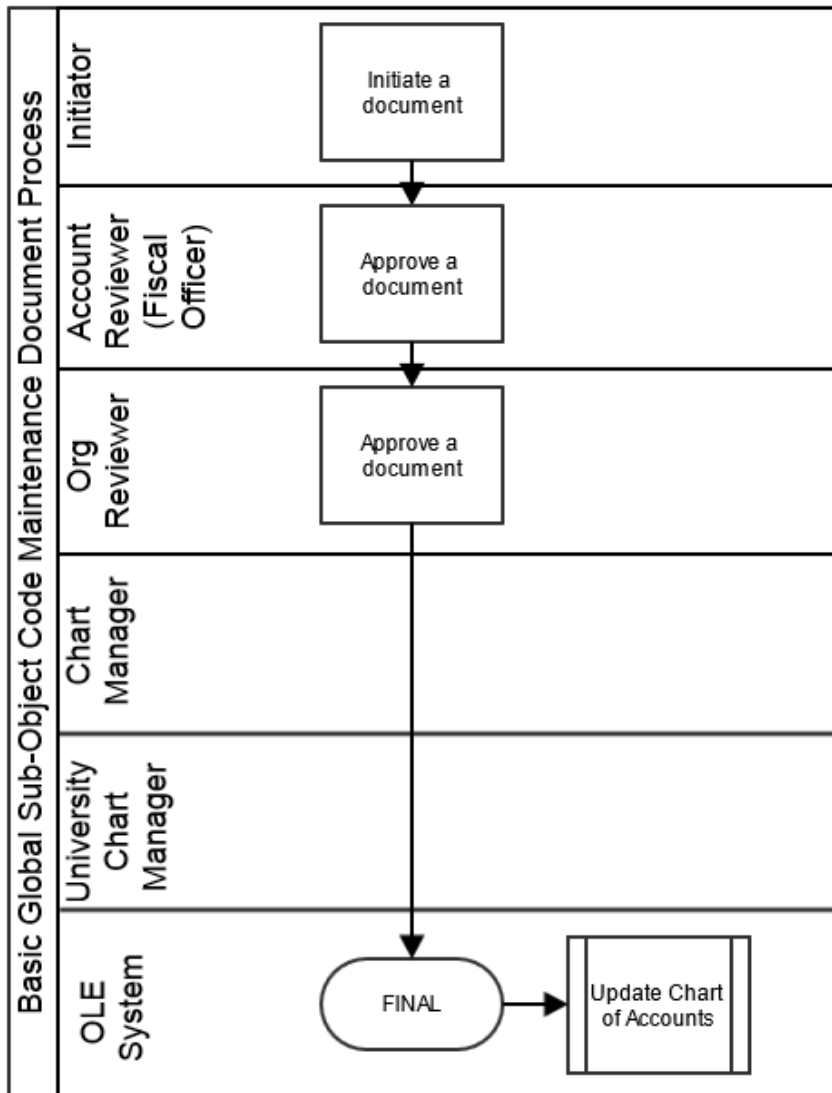 Basic Global Sub-Object Code Maintenance Document Process
Initiator
Initiate a
document
Account
Reviewer
(Fiscal
Officer)
Approve a
document
Org
Reviewer
Approve a
document
Chart
Manager
University
Chart
Manager
OLE
System
FINAL
Update Chart
of Accounts